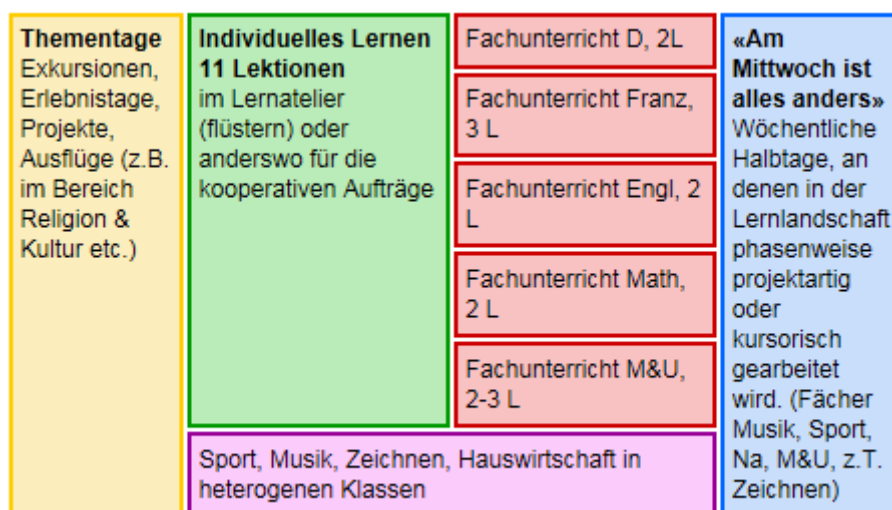 Thementage
Exkursionen,
Erlebnistage,
Projekte,
Ausflüge (z.B.
im Bereich
Religion &
Kultur etc.)
Individuelles Lernen
11 Lektionen
im Lernatelier
(flüstern) oder
anderswo für die
kooperativen Aufträge
Fachunterricht D, 2L
Fachunterricht Franz,
3 L
Fachunterricht Engl, 2
L
Fachunterricht Math,
2 L
Fachunterricht M&U,
2-3 L
Sport, Musik, Zeichnen, Hauswirtschaft in
heterogenen Klassen
«Am
Mittwoch ist
alles anders»
Wöchentliche
Halbtage, an
denen in der
Lernlandschaft
phasenweise
projektartig
oder
kursorisch
gearbeitet
wird. (Fächer
Musik, Sport,
Na, M&U, z.T.
Zeichnen)